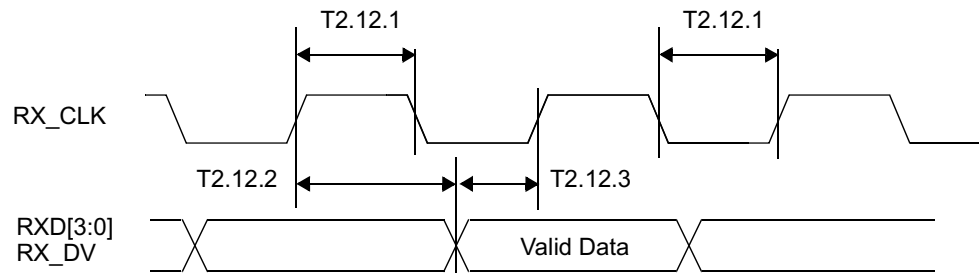 T2.12.1 T2.12.1
RX_CLK
T2.12.2 T2.12.3
RXD[3:0]
RX_DV Valid Data